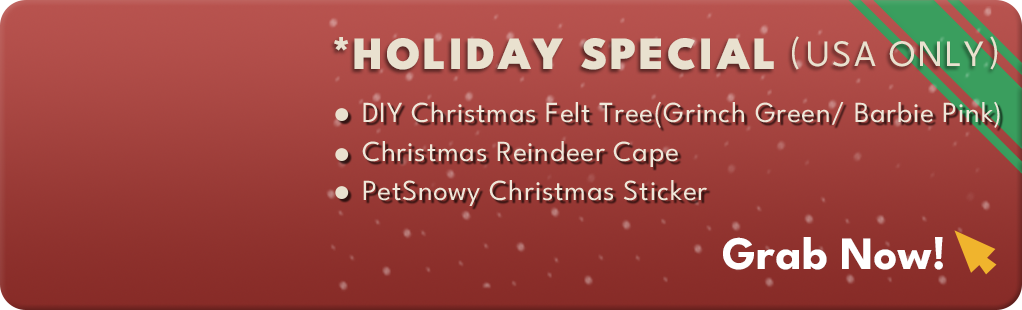 *HOLIDAY SPECIAL (USA ONLY)
● DIY Christmas Felt Tree(Grinch Green/ Barbie Pink)
● Christmas Reindeer Cape
● PetSnowy Christmas Sticker
Grab Now!